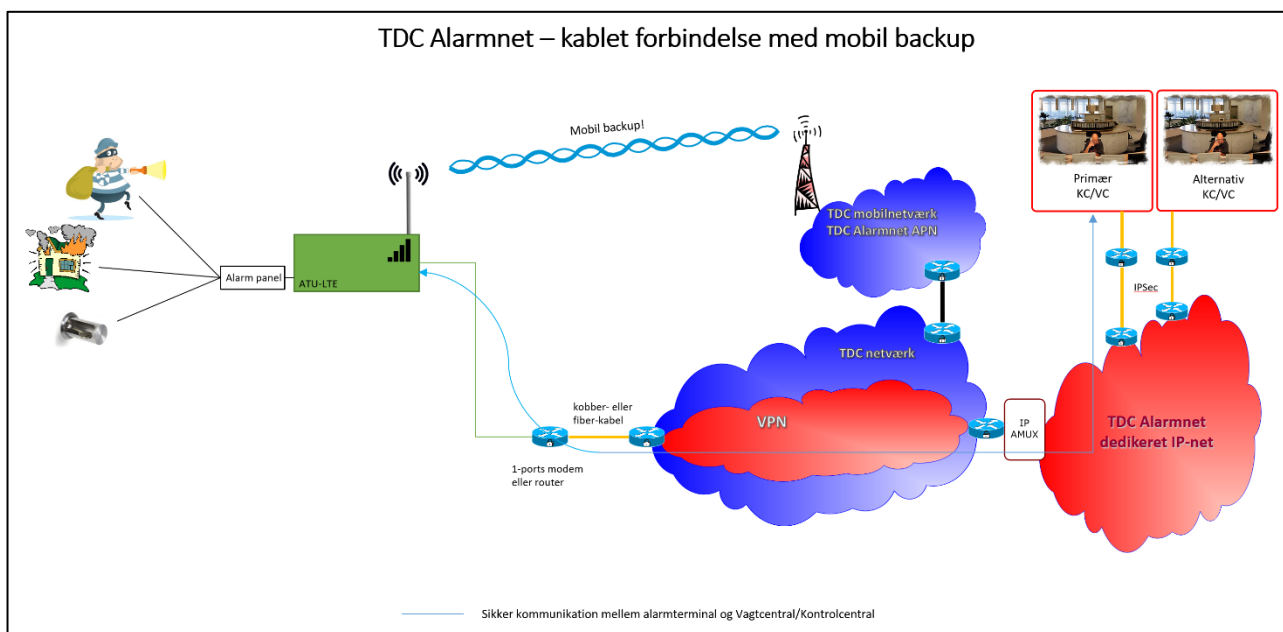 TDC Alarmnet – kablet forbindelse med mobil backup
Mobil backup!
Primær
KC/VC
Alternativ
KC/VC
TDC mobilnetværk
TDC Alarmnet APN
Alarm panel
ATU-LTE
IPSec
TDC netværk
kobber- eller
fiber-kabel
VPN
IP
AMUX
TDC Alarmnet
dedikeret IP-net
1-ports modem
eller router
Sikker kommunikation mellem alarmterminal og Vagtcentral/Kontrolcentral